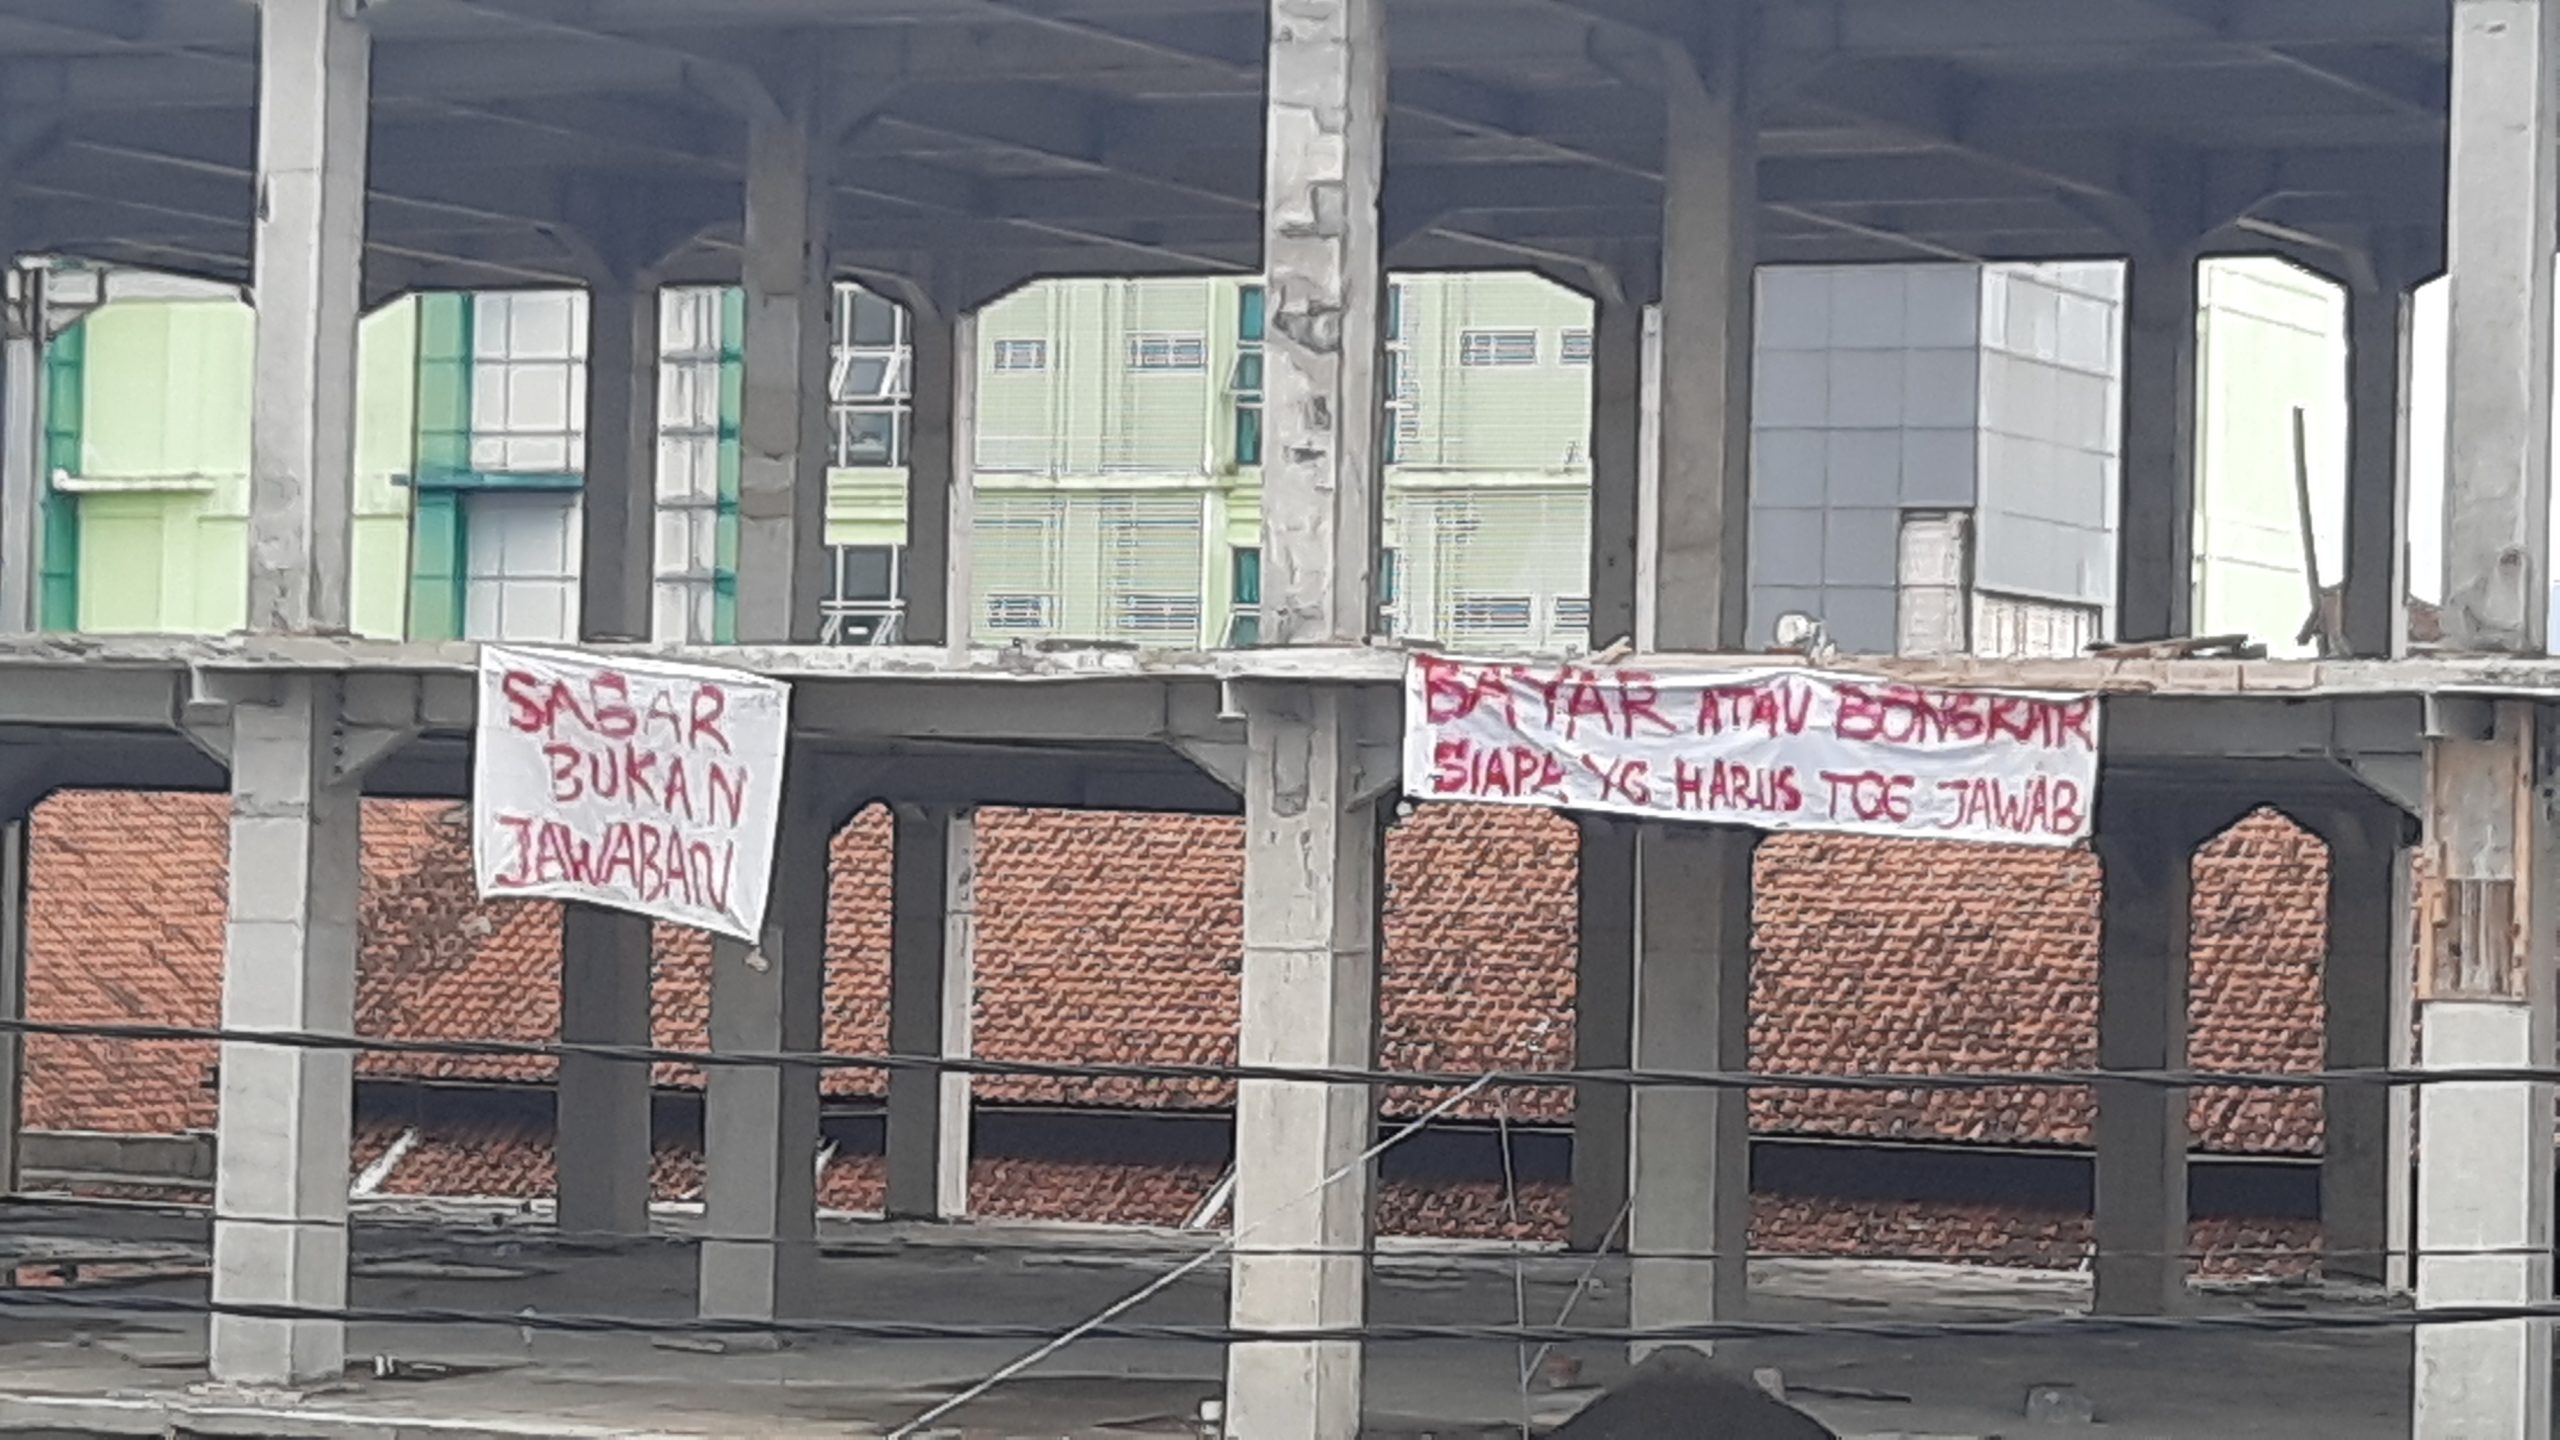 SABAR
BUKAN
JAWABAN
BAYAR ATAU BONGKAR
SIAPA YG HARUS TGG JAWAB